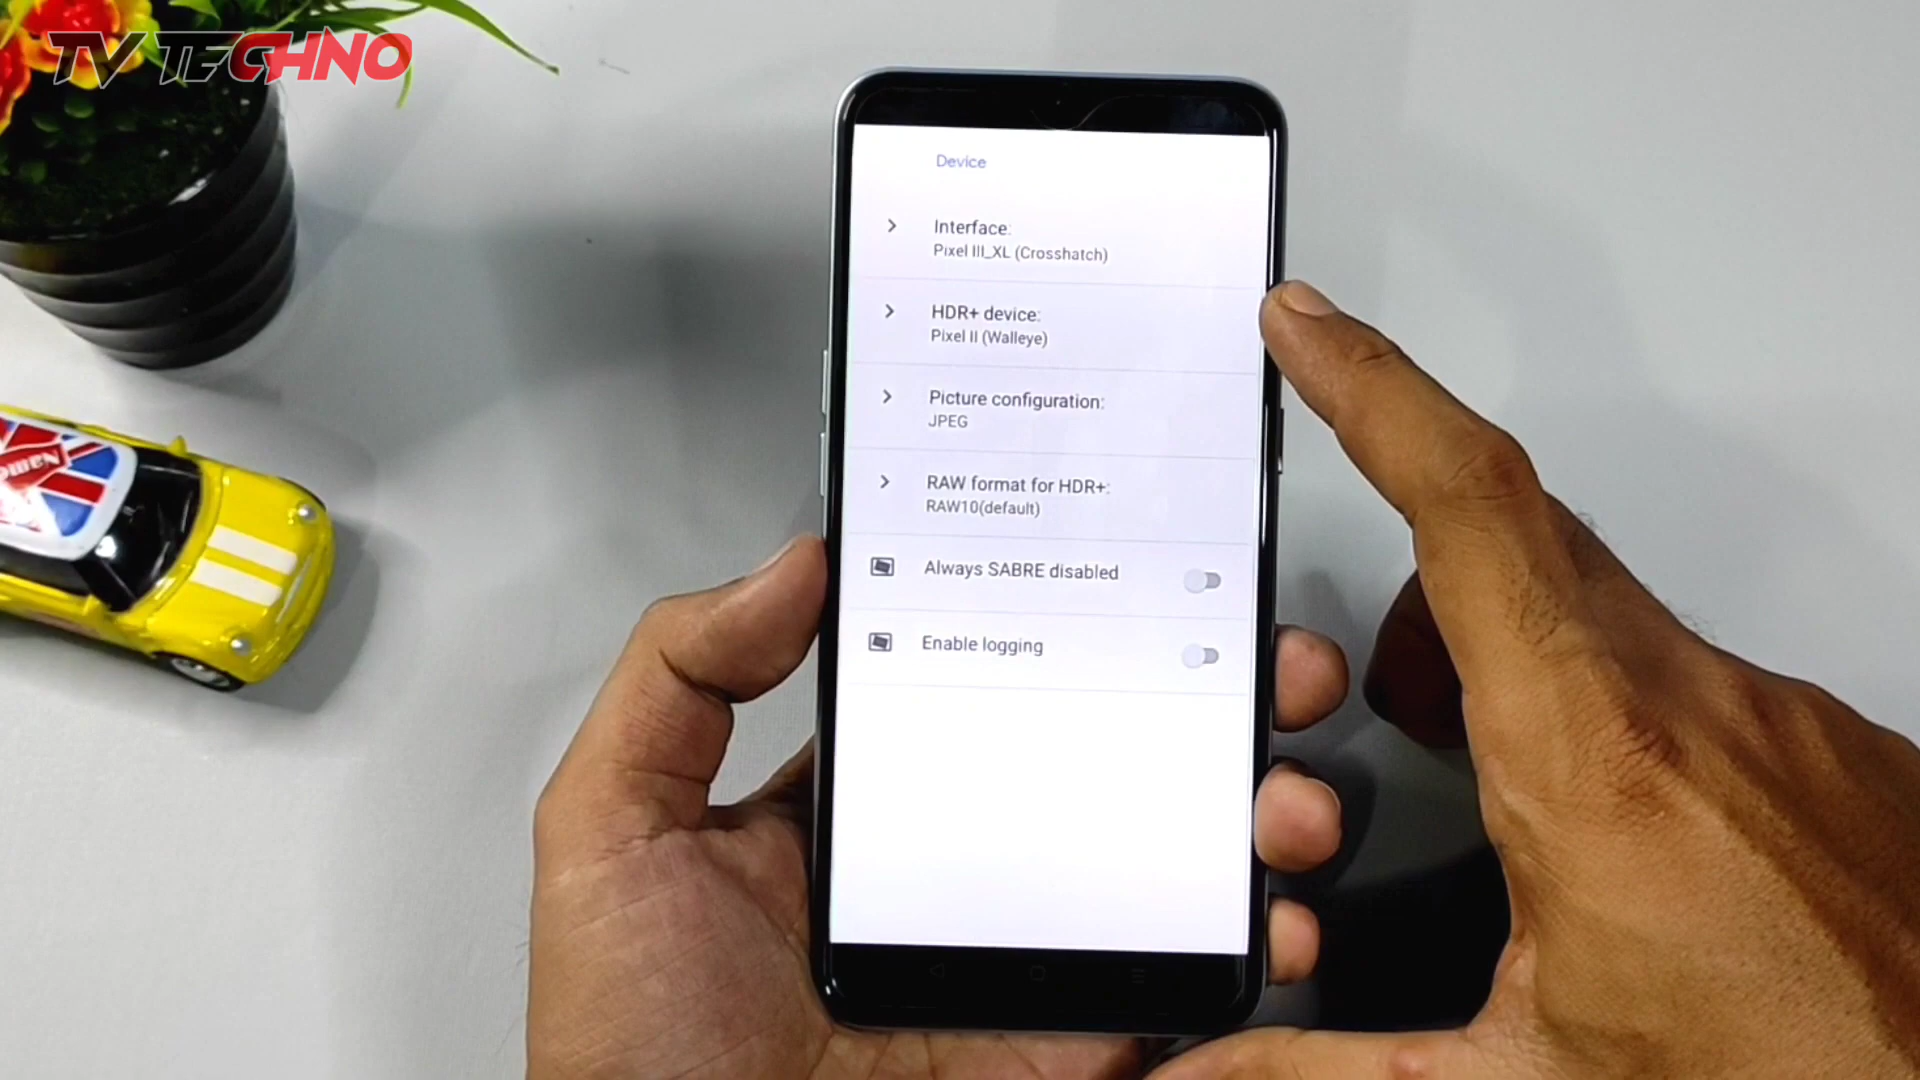 TV TECHNO
Device
Interface:
Pixel III_XL (Crosshatch)
HDR+ device:
Pixel II (Walleye)
Picture configuration:
JPEG
RAW format for HDR+:
RAW10(default)
Always SABRE disabled
Enable logging